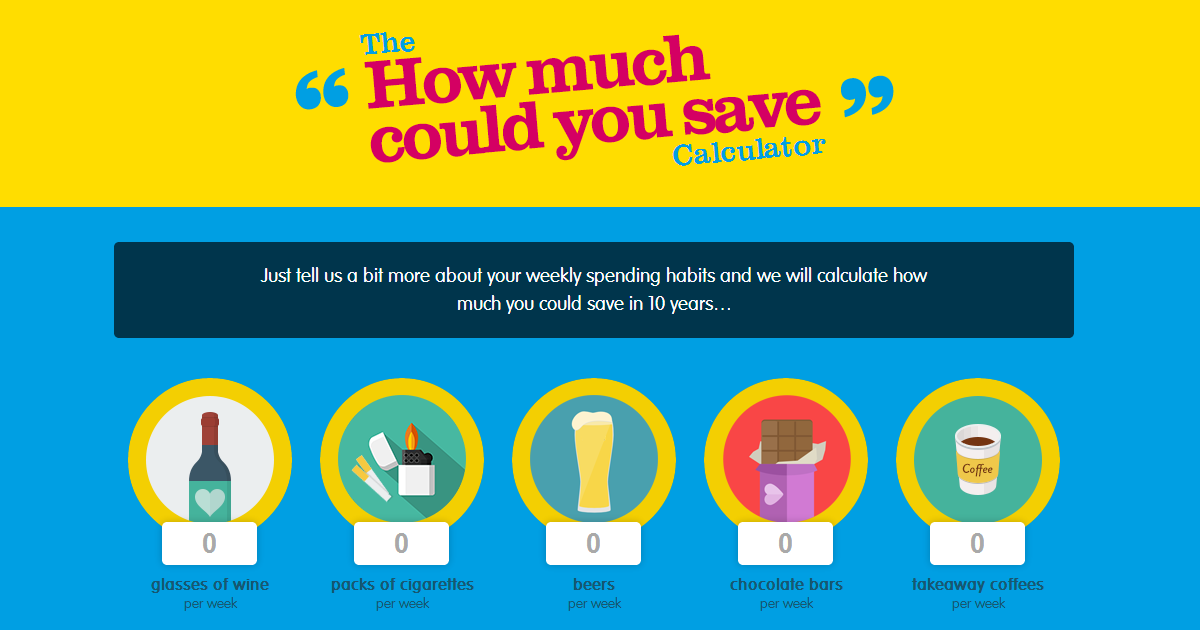 The
“How much
could you save”
Calculator
Just tell us a bit more about your weekly spending habits and we will calculate how
much you could save in 10 years...
Coffee
0
0
0
0
0
glasses of wine
packs of cigarettes
beers
chocolate bars
takeaway coffees
per week
per week
per week
per week
per week